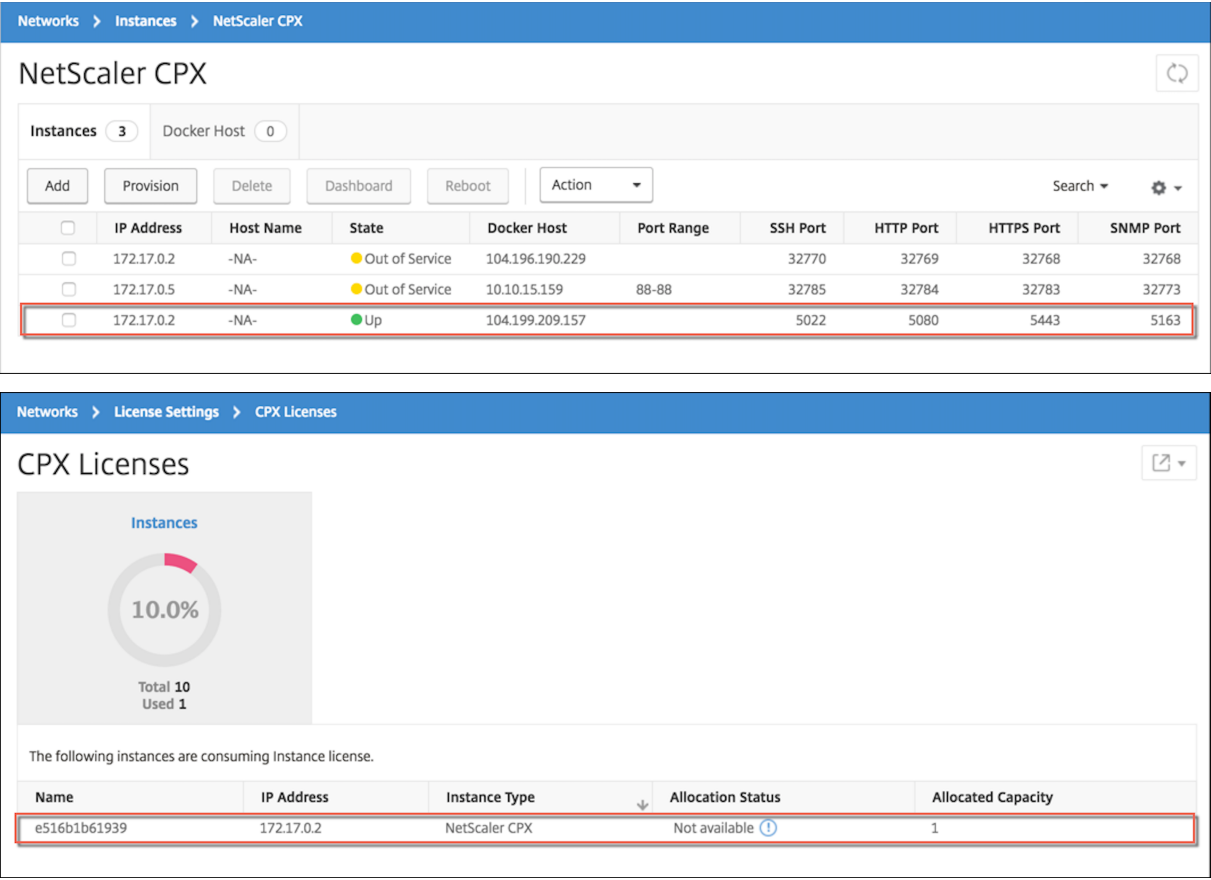 Networks > Instances > NetScaler CPX
NetScaler CPX
Instances 3 Docker Host 0
Add Provision Delete Dashboard Reboot Action Search
IP Address Host Name State Docker Host Port Range SSH Port HTTP Port HTTPS Port SNMP Port
172.17.0.2 -NA- Out of Service 104.196.190.229 32770 32769 32768 32768
172.17.0.5 -NA- Out of Service 10.10.15.159 88-88 32785 32784 32783 32773
172.17.0.2 -NA- Up 104.199.209.157 5022 5080 5443 5163
Networks > License Settings > CPX Licenses
CPX Licenses
Instances
10.0%
Total 10
Used 1
The following instances are consuming Instance license.
Name IP Address Instance Type Allocation Status Allocated Capacity
e516b1b61939 172.17.0.2 NetScaler CPX Not available 1